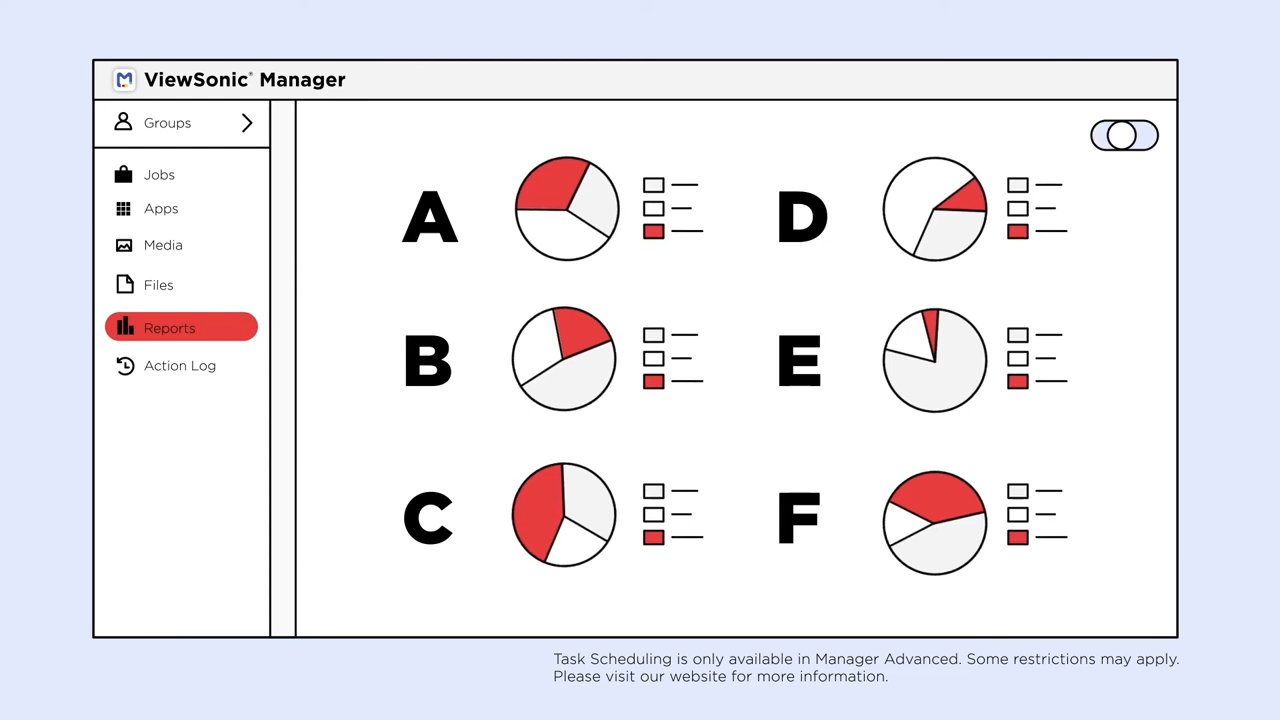 ViewSonic® Manager
Groups
Jobs
Apps
Media
Files
Reports
Action Log
A
D
B
E
C
F
Task Scheduling is only available in Manager Advanced. Some restrictions may apply.
Please visit our website for more information.